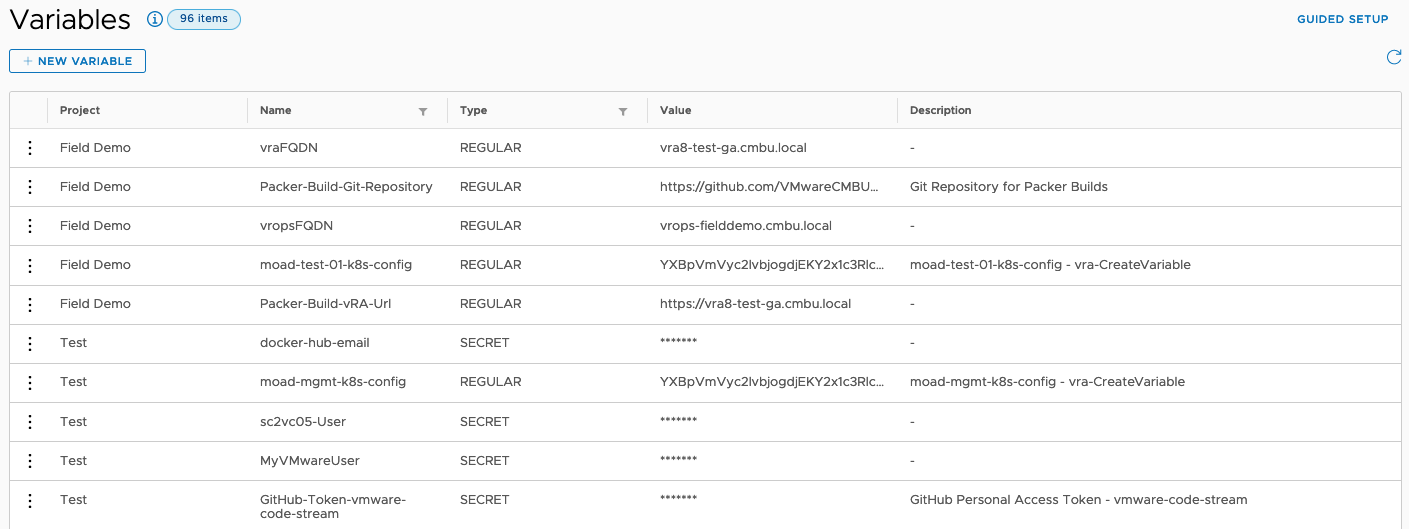 Variables 96 items
GUIDED SETUP
+ NEW VARIABLE
Project Name Type Value Description
Field Demo vraFQDN REGULAR vra8-test-ga.cmbu.local -
Field Demo Packer-Build-Git-Repository REGULAR https://github.com/VMwareCMBU... Git Repository for Packer Builds
Field Demo vropsFQDN REGULAR vrops-fielddemo.cmbu.local -
Field Demo moad-test-01-k8s-config REGULAR YXBpVmVyc2lvbjogdjEKY2x1c3Rlc... moad-test-01-k8s-config - vra-CreateVariable
Field Demo Packer-Build-vRA-Url REGULAR https://vra8-test-ga.cmbu.local -
Test docker-hub-email SECRET ******* -
Test moad-mgmt-k8s-config REGULAR YXBpVmVyc2lvbjogdjEKY2x1c3Rlc... moad-mgmt-k8s-config - vra-CreateVariable
Test sc2vc05-User SECRET ******* -
Test MyVMwareUser SECRET ******* -
Test GitHub-Token-vmware- SECRET ******* GitHub Personal Access Token - vmware-code-stream
code-stream